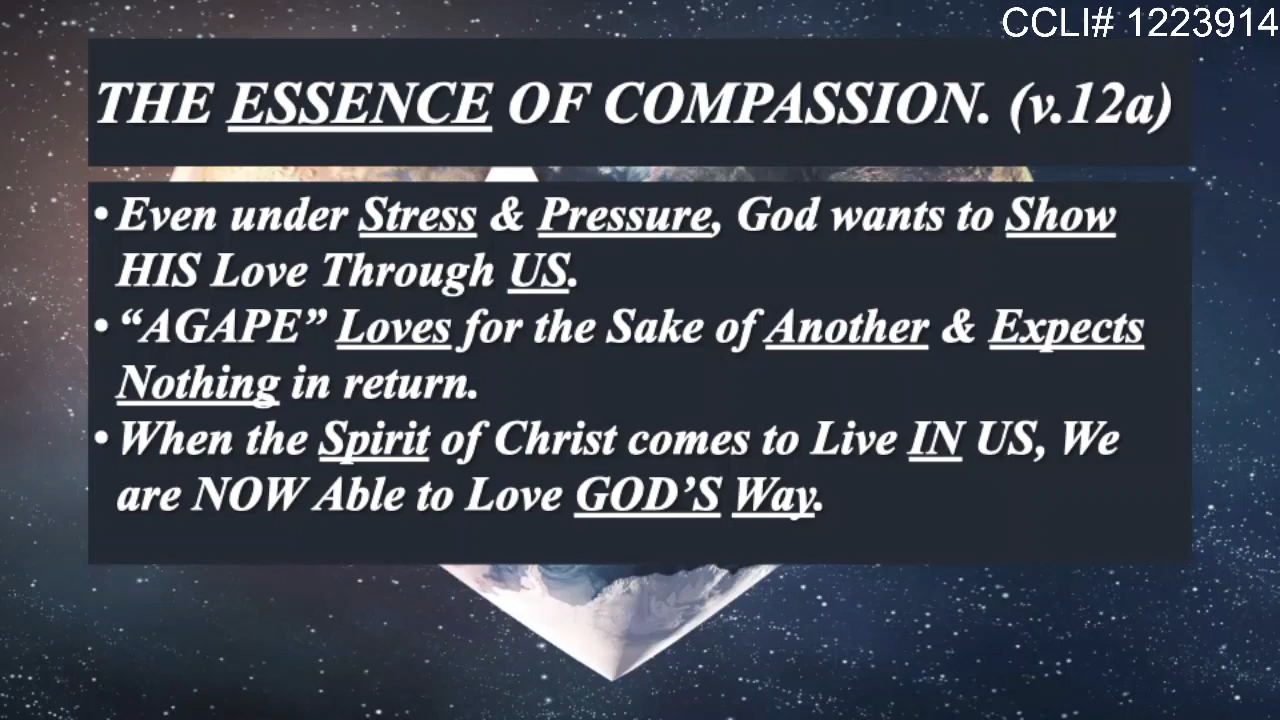 CCLI# 1223914
THE ESSENCE OF COMPASSION. (v.12a)
• Even under Stress & Pressure, God wants to Show
HIS Love Through US.
• “AGAPE” Loves for the Sake of Another & Expects
Nothing in return.
• When the Spirit of Christ comes to Live IN US, We
are NOW Able to Love GOD’S Way.